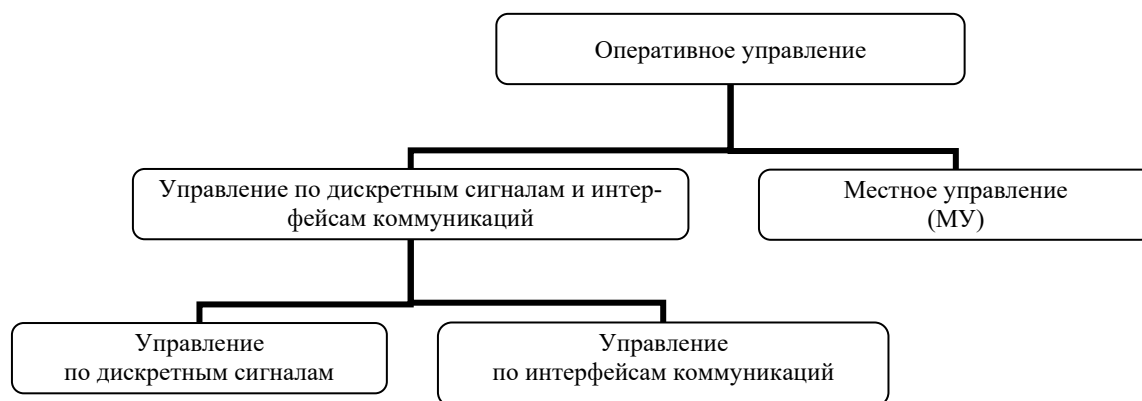 Оперативное управление
Управление по дискретным сигналам и интер-
фейсам коммуникаций
Местное управление
(МУ)
Управление
по дискретным сигналам
Управление
по интерфейсам коммуникаций